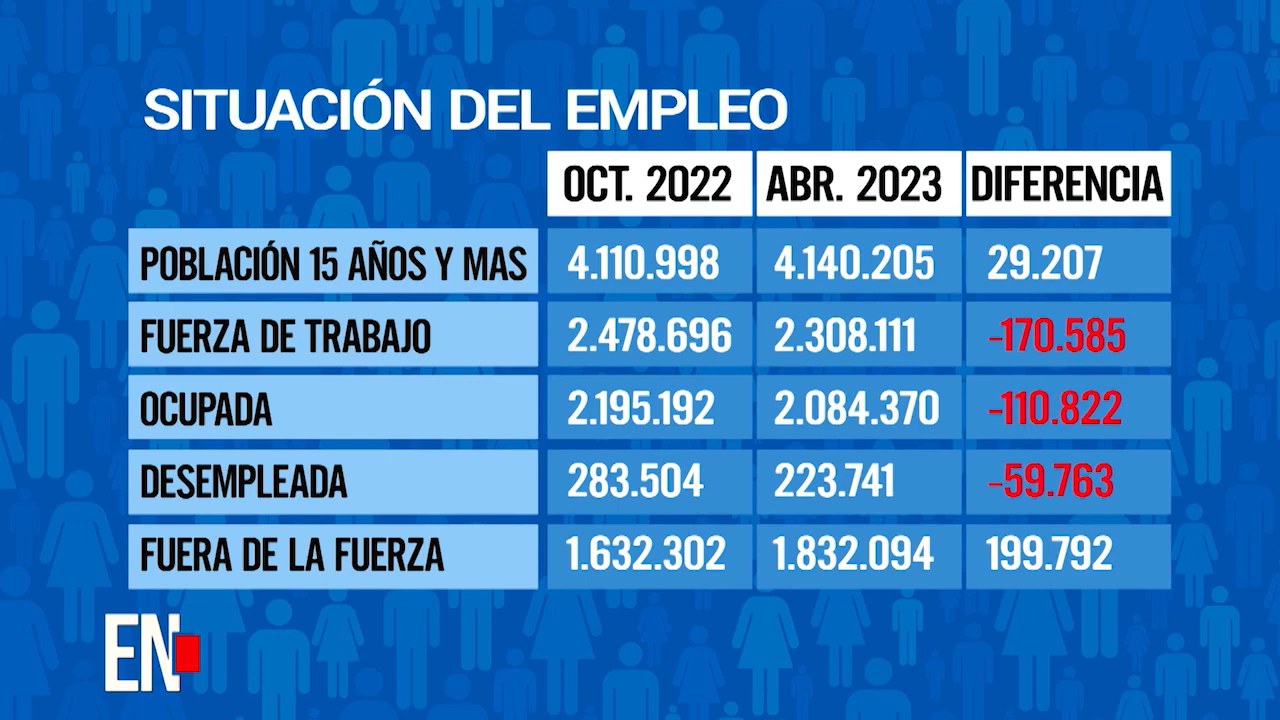 SITUACIÓN DEL EMPLEO
OCT. 2022 ABR. 2023 DIFERENCIA
POBLACIÓN 15 AÑOS Y MAS 4.110.998 4.140.205 29.207
FUERZA DE TRABAJO 2.478.696 2.308.111 -170.585
OCUPADA 2.195.192 2.084.370 -110.822
DESEMPLEADA 283.504 223.741 -59.763
FUERA DE LA FUERZA 1.632.302 1.832.094 199.792
EN